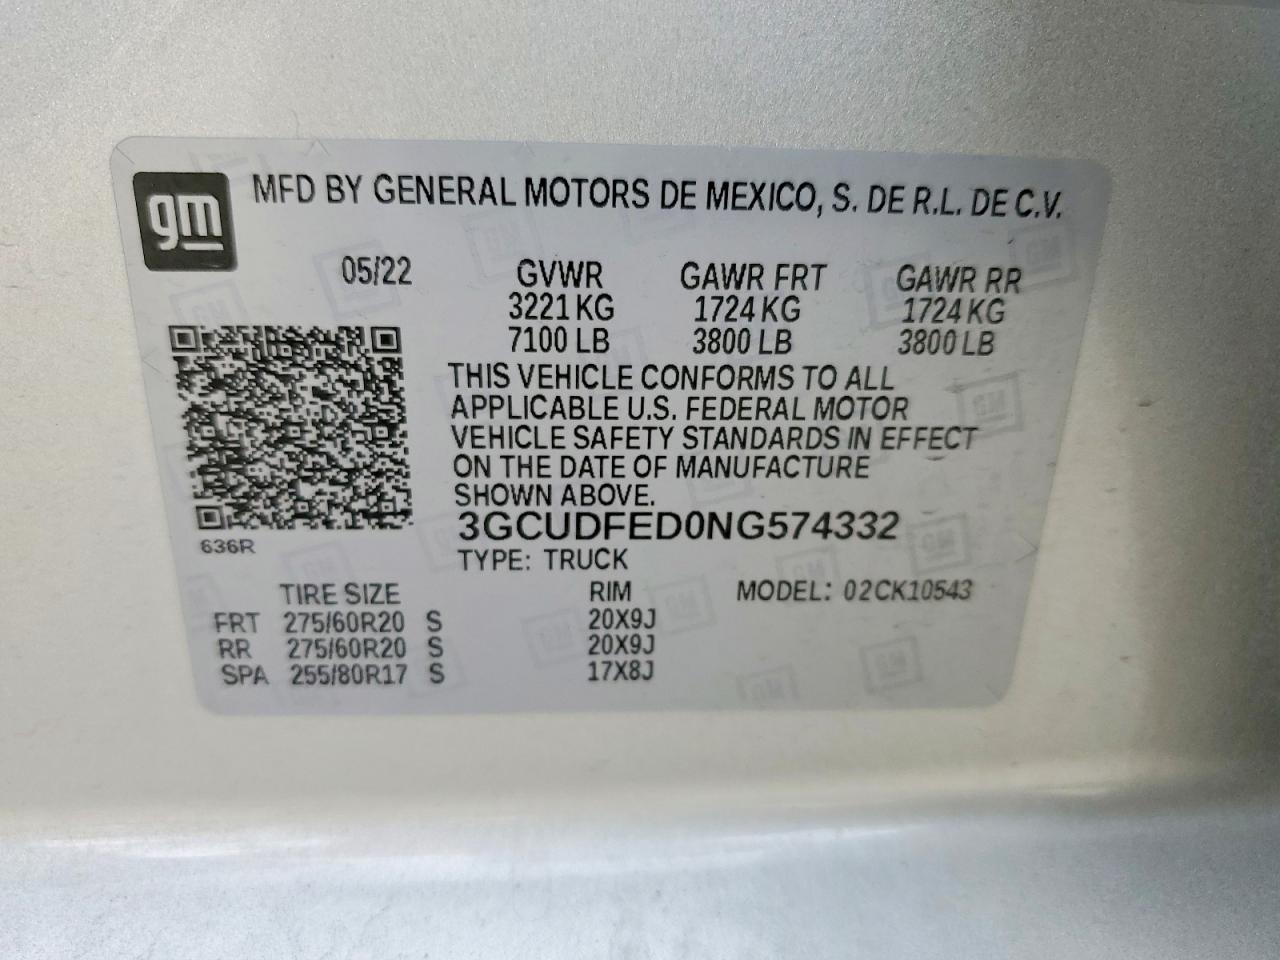 gm
MFD BY GENERAL MOTORS DE MEXICO, S. DE R.L. DE C.V.
05/22 GVWR GAWR FRT GAWR RR
3221 KG 1724 KG 1724 KG
7100 LB 3800 LB 3800 LB
THIS VEHICLE CONFORMS TO ALL
APPLICABLE U.S. FEDERAL MOTOR
VEHICLE SAFETY STANDARDS IN EFFECT
ON THE DATE OF MANUFACTURE
SHOWN ABOVE.
3GCUDFED0NG574332
636R
TYPE: TRUCK
TIRE SIZE RIM MODEL: 02CK10543
FRT 275/60R20 S 20X9J
RR 275/60R20 S 20X9J
SPA 255/80R17 S 17X8J